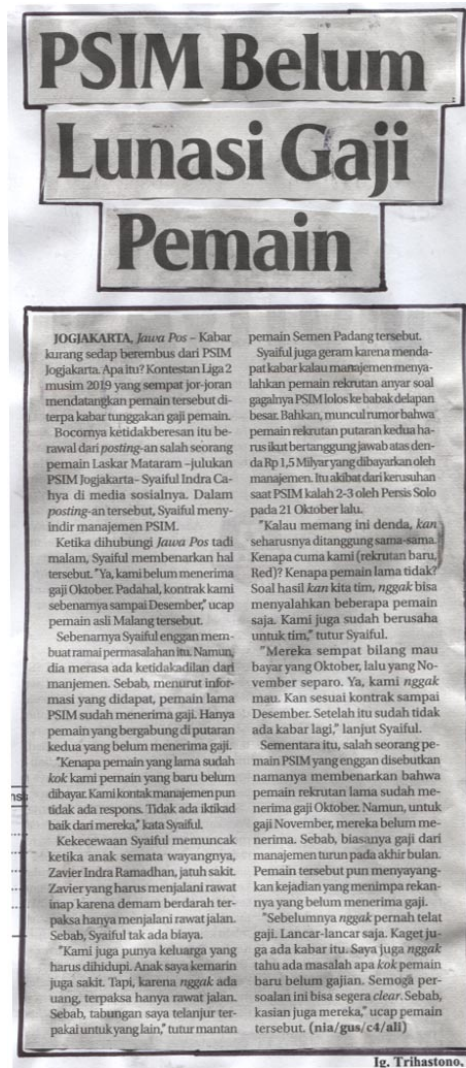 PSIM Belum
Lunasi Gaji
Pemain
JOGJAKARTA, Jawa Pos – Kabar
kurang sedap berembus dari PSIM
Jogjakarta. Apa itu? Kontestan Liga 2
musim 2019 yang sempat jor-joran
mendatangkan pemain tersebut di-
terpa kabar tunggakan gaji pemain.
Bocornya ketidakberesan itu be-
rawal dari posting-an salah seorang
pemain Laskar Mataram –julukan
PSIM Jogjakarta– Syaiful Indra Ca-
hya di media sosialnya. Dalam
posting-an tersebut, Syaiful meny-
indir manajemen PSIM.
Ketika dihubungi Jawa Pos tadi
malam, Syaiful membenarkan hal
tersebut. "Ya, kami belum menerima
gaji Oktober. Padahal, kontrak kami
sebenarnya sampai Desember," ucap
pemain asli Malang tersebut.
Sebenarnya Syaiful enggan mem-
buat ramai permasalahan itu. Namun,
dia merasa ada ketidakadilan dari
manjemen. Sebab, menurut infor-
masi yang didapat, pemain lama
PSIM sudah menerima gaji. Hanya
pemain yang bergabung di putaran
kedua yang belum menerima gaji.
"Kenapa pemain yang lama sudah
kok kami pemain yang baru belum
dibayar. Kami kontak manajemen pun
tidak ada respons. Tidak ada iktikad
baik dari mereka," kata Syaiful.
Kekecewaan Syaiful memuncak
ketika anak semata wayangnya,
Zavier Indra Ramadhan, jatuh sakit.
Zavier yang harus menjalani rawat
inap karena demam berdarah ter-
paksa hanya menjalani rawat jalan.
Sebab, Syaiful tak ada biaya.
"Kami juga punya keluarga yang
harus dihidupi. Anak saya kemarin
juga sakit. Tapi, karena nggak ada
uang, terpaksa hanya rawat jalan.
Sebab, tabungan saya telanjur ter-
pakai untuk yang lain," tutur mantan
pemain Semen Padang tersebut.
Syaiful juga geram karena menda-
pat kabar kalau manajemen menya-
lahkan pemain rekrutan anyar soal
gagalnya PSIM lolos ke babak delapan
besar. Bahkan, muncul rumor bahwa
pemain rekrutan putaran kedua ha-
rus ikut bertanggung jawab atas den-
da Rp 1,5 Milyar yang dibayarkan oleh
manajemen. Itu akibat dari kerusuhan
saat PSIM kalah 2-3 oleh Persis Solo
pada 21 Oktober lalu.
"Kalau memang ini denda, kan
seharusnya ditanggung sama-sama.
Kenapa cuma kami (rekrutan baru,
Red)? Kenapa pemain lama tidak?
Soal hasil kan kita tim, nggak bisa
menyalahkan beberapa pemain
saja. Kami juga sudah berusaha
untuk tim," tutur Syaiful.
"Mereka sempat bilang mau
bayar yang Oktober, lalu yang No-
vember separo. Ya, kami nggak
mau. Kan sesuai kontrak sampai
Desember. Setelah itu sudah tidak
ada kabar lagi," lanjut Syaiful.
Sementara itu, salah seorang pe-
main PSIM yang enggan disebutkan
namanya membenarkan bahwa
pemain rekrutan lama sudah me-
nerima gaji Oktober. Namun, untuk
gaji November, mereka belum me-
nerima. Sebab, biasanya gaji dari
manajemen turun pada akhir bulan.
Pemain tersebut pun menyayang-
kan kejadian yang menimpa rekan-
nya yang belum menerima gaji.
"Sebelumnya nggak pernah telat
gaji. Lancar-lancar saja. Kaget ju-
ga ada kabar itu. Saya juga nggak
tahu ada masalah apa kok pemain
baru belum gajian. Semoga per-
soalan ini bisa segera clear. Sebab,
kasian juga mereka," ucap pemain
tersebut. (nia/gus/c4/ali)
Ig. Trihastono.